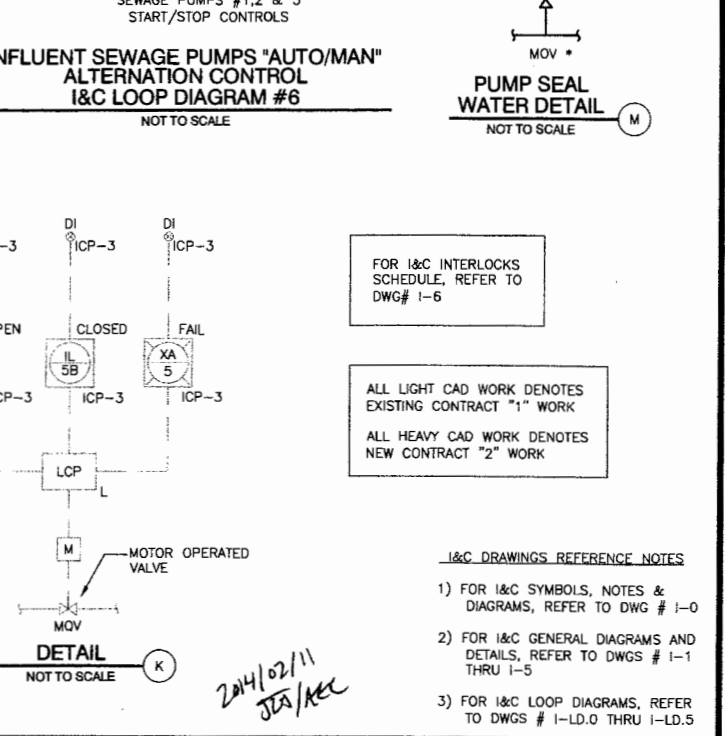 SEWAGE PUMPS #1,2 & 3
START/STOP CONTROLS
NFLUENT SEWAGE PUMPS "AUTO/MAN"
ALTERNATION CONTROL
I&C LOOP DIAGRAM #6
NOT TO SCALE
MOV *
PUMP SEAL
WATER DETAIL
M
NOT TO SCALE
DI
DI
-3
ICP-3
ICP-3
FOR I&C INTERLOCKS
SCHEDULE, REFER TO
DWG# I-6
PEN
CLOSED
FAIL
IL
5B
XA
5
CP-3
ICP-3
ICP-3
ALL LIGHT CAD WORK DENOTES
EXISTING CONTRACT "1" WORK
ALL HEAVY CAD WORK DENOTES
NEW CONTRACT "2" WORK
LCP
L
M
MOTOR OPERATED
VALVE
MOV
DETAIL
K
NOT TO SCALE
2014/02/11
I&C DRAWINGS REFERENCE NOTES
1) FOR I&C SYMBOLS, NOTES &
DIAGRAMS, REFER TO DWG # I-0
2) FOR I&C GENERAL DIAGRAMS AND
DETAILS, REFER TO DWGS # I-1
THRU I-5
3) FOR I&C LOOP DIAGRAMS, REFER
TO DWGS # I-LD.0 THRU I-LD.5